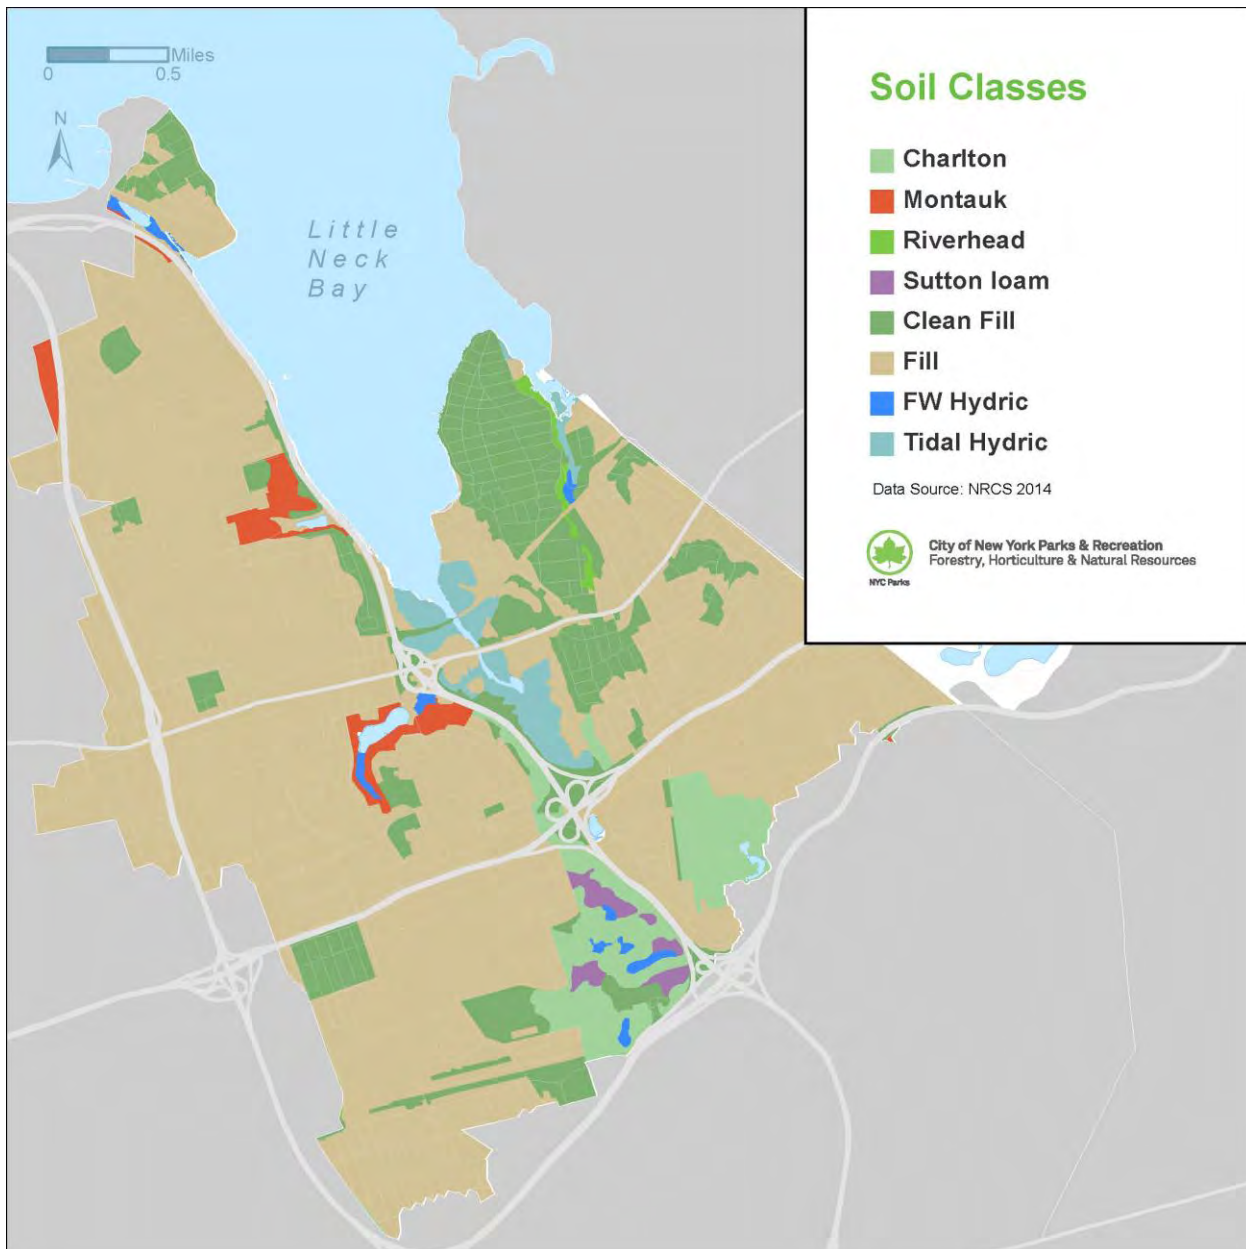 Miles
0 0.5
N
Little
Neck
Bay
Soil Classes
Charlton
Montauk
Riverhead
Sutton loam
Clean Fill
Fill
FW Hydric
Tidal Hydric
Data Source: NRCS 2014
City of New York Parks & Recreation
Forestry, Horticulture & Natural Resources
NYC Parks